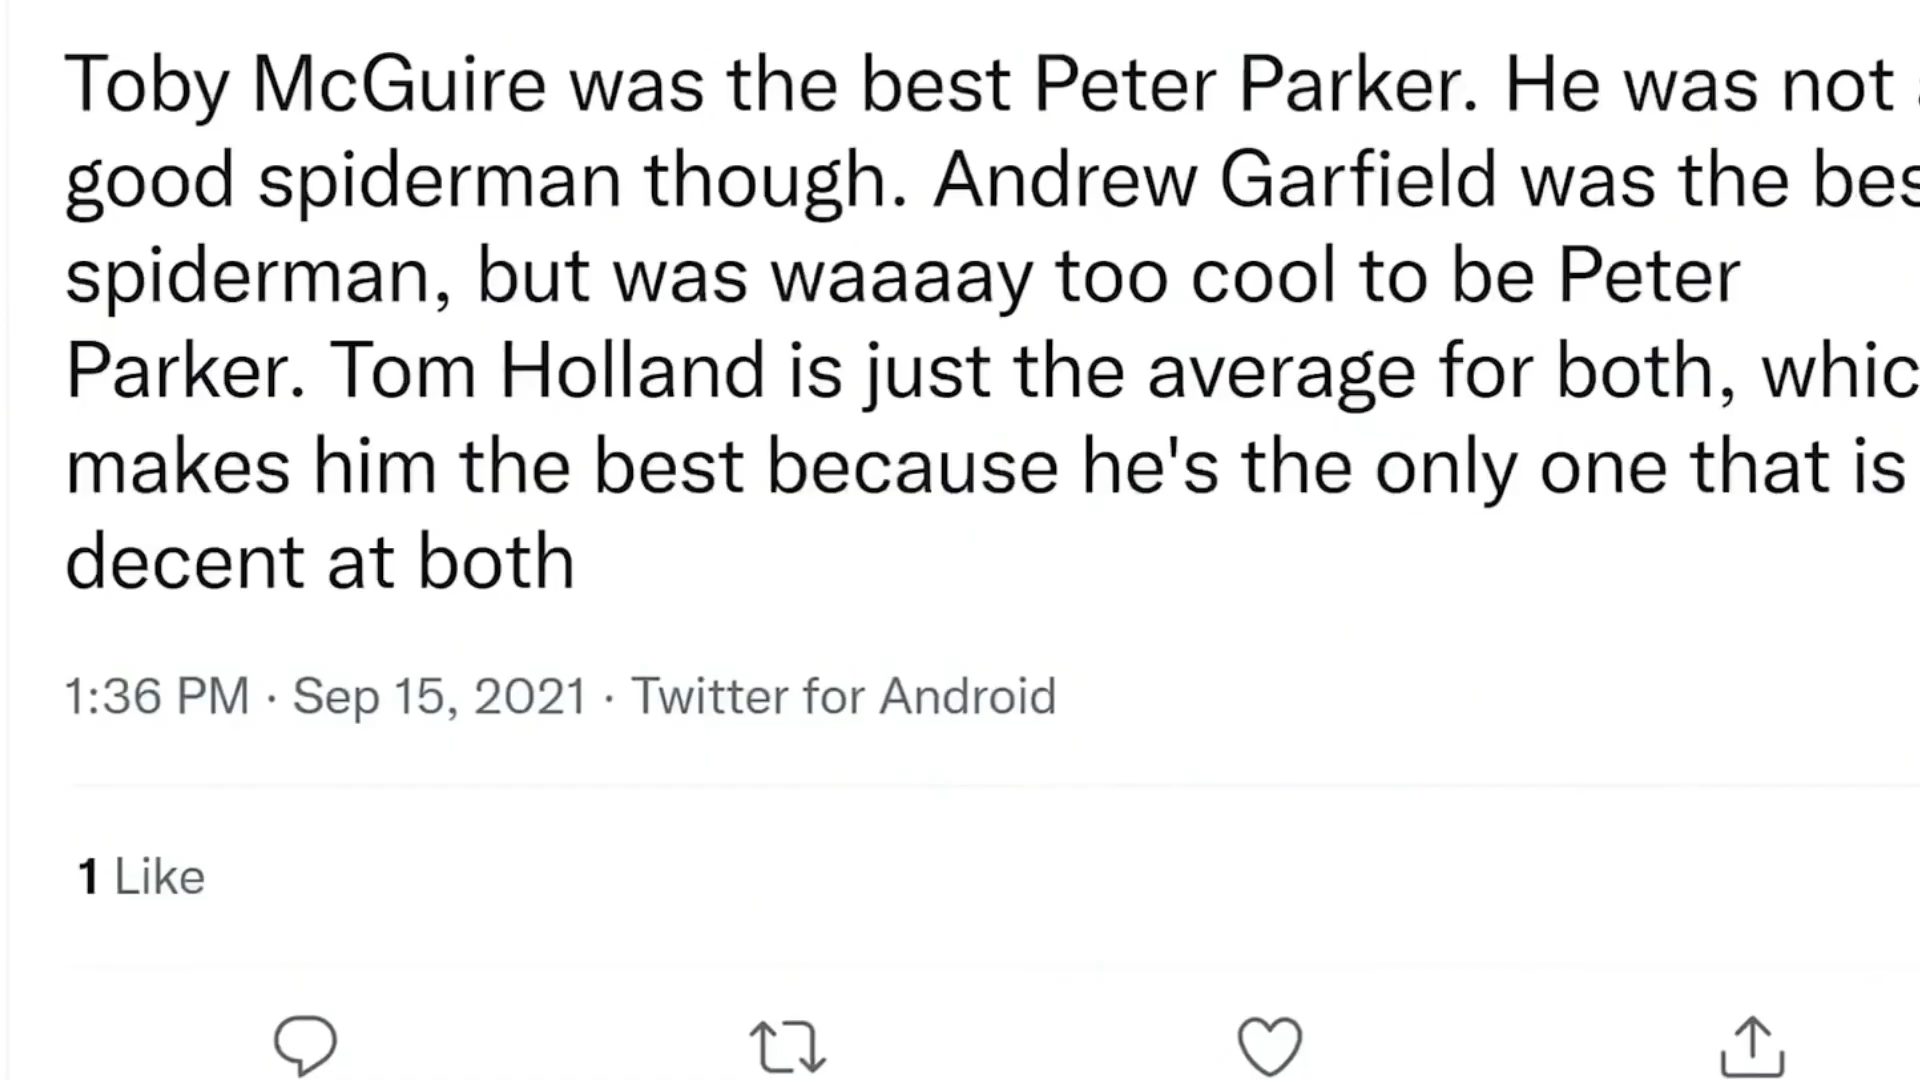 Toby McGuire was the best Peter Parker. He was not
good spiderman though. Andrew Garfield was the
spiderman, but was waaaay too cool to be Peter
Parker. Tom Holland is just the average for both,
makes him the best because he's the only one that is
decent at both
1:36 PM · Sep 15, 2021 · Twitter for Android
1 Like